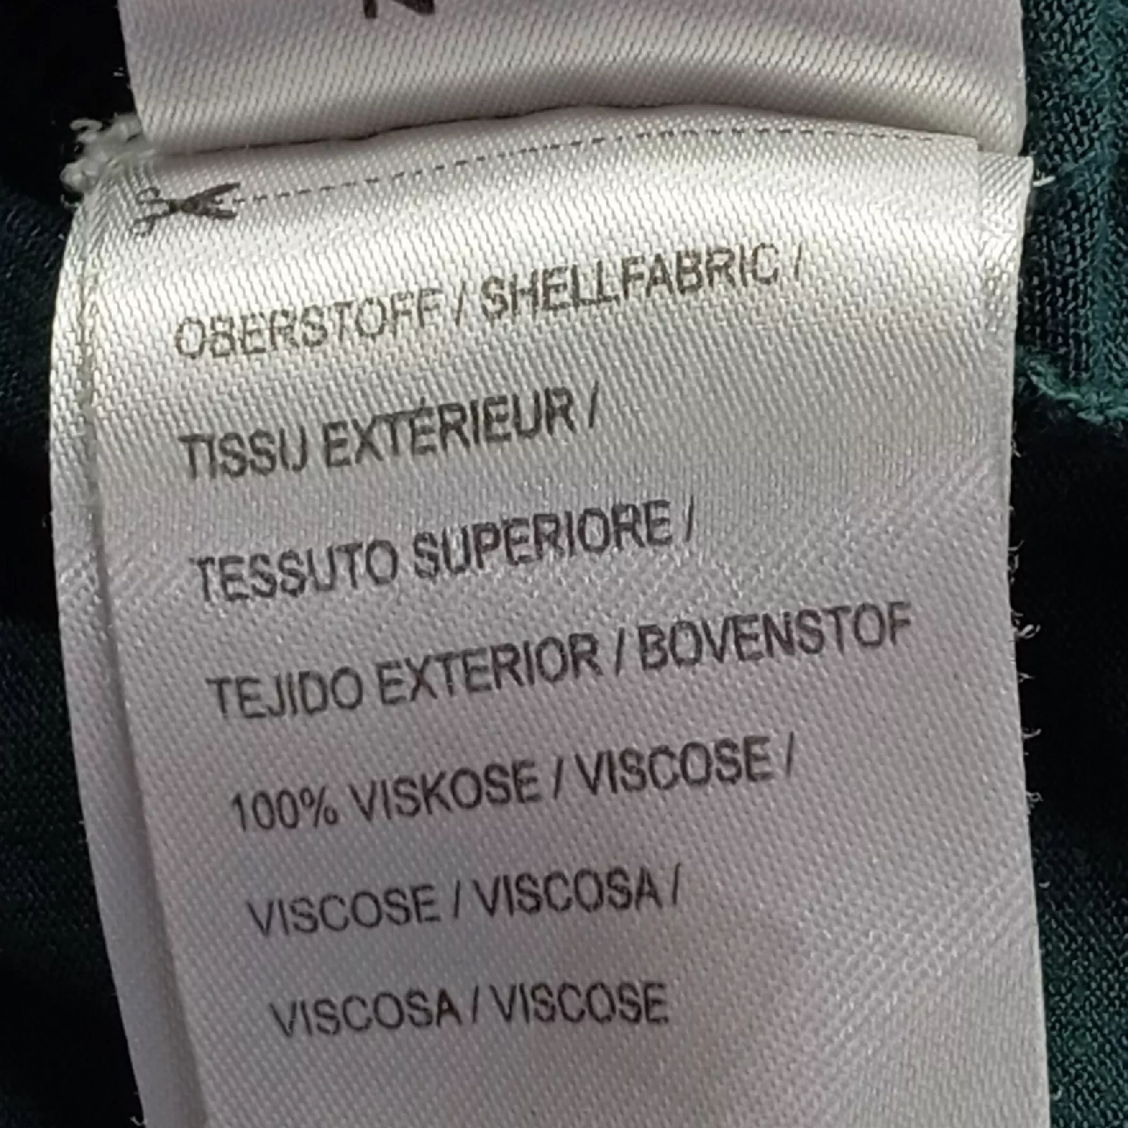 OBERSTOFF / SHELLFABRIC /
TISSU EXTÉRIEUR /
TESSUTO SUPERIORE /
TEJIDO EXTERIOR / BOVENSTOF
100% VISKOSE / VISCOSE /
VISCOSE / VISCOSA /
VISCOSA / VISCOSE